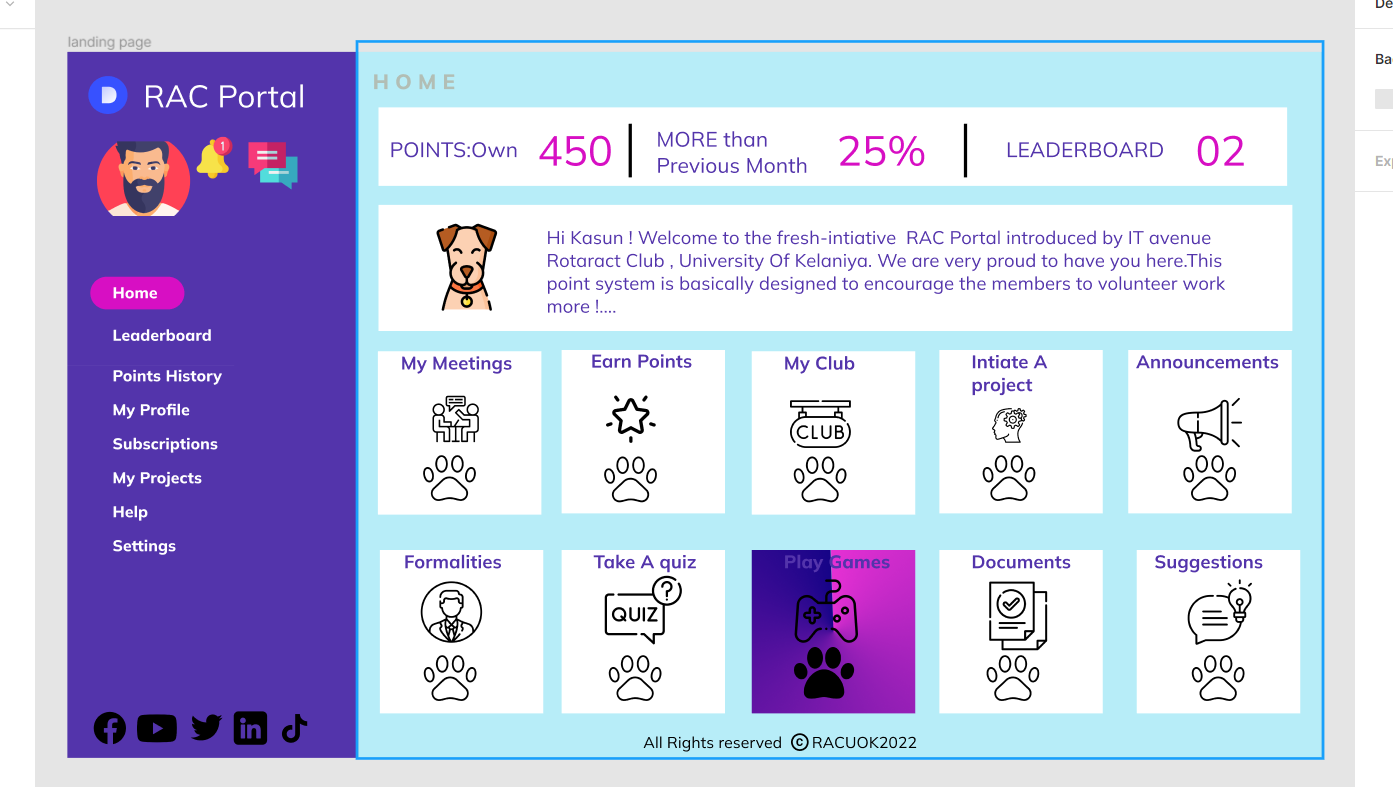 De
landing page
Ba
HOME
RAC Portal
1
POINTS:Own 450
MORE than
Previous Month
25%
LEADERBOARD 02
Exp
Hi Kasun ! Welcome to the fresh-intiative RAC Portal introduced by IT avenue
Rotaract Club , University Of Kelaniya. We are very proud to have you here.This
point system is basically designed to encourage the members to volunteer work
more !....
Home
Leaderboard
Points History
My Profile
Subscriptions
My Projects
Help
Settings
My Meetings
Earn Points
My Club
CLUB
Intiate A
project
Announcements
Formalities
Take A quiz
QUIZ ?
Play Games
Documents
Suggestions
in
All Rights reserved © RACUOK2022